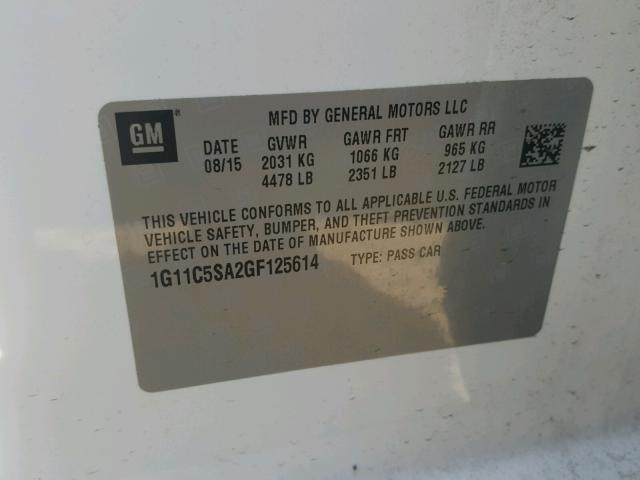 GM
MFD BY GENERAL MOTORS LLC
DATE GVWR GAWR FRT GAWR RR
08/15 2031 KG 1066 KG 965 KG
4478 LB 2351 LB 2127 LB
THIS VEHICLE CONFORMS TO ALL APPLICABLE U.S. FEDERAL MOTOR
VEHICLE SAFETY, BUMPER, AND THEFT PREVENTION STANDARDS IN
EFFECT ON THE DATE OF MANUFACTURE SHOWN ABOVE.
1G11C5SA2GF125614 TYPE: PASS CAR